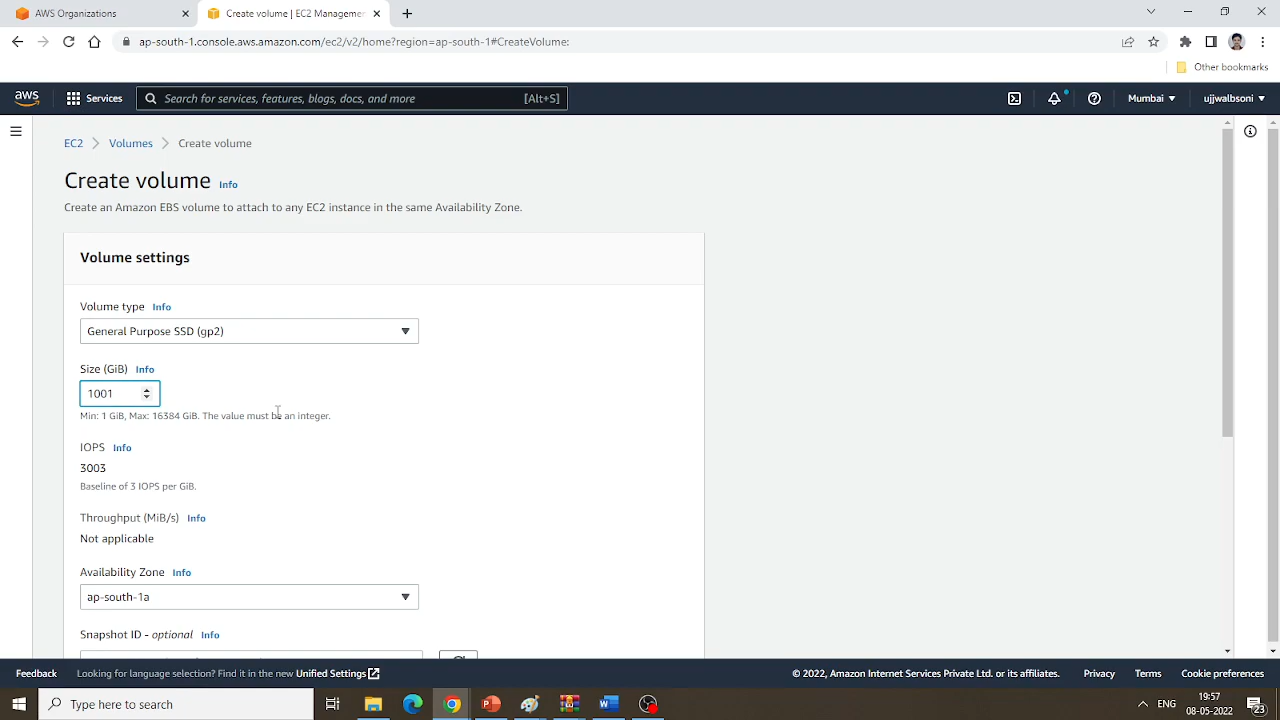 AWS Organizations
Create volume | EC2 Managemer
ap-south-1.console.aws.amazon.com/ec2/v2/home?region=ap-south-1#CreateVolume:
Other bookmarks
aws
Services
Search for services, features, blogs, docs, and more
[Alt+S]
Mumbai
ujjwalbsoni
EC2
Volumes
Create volume
Create volume Info
Create an Amazon EBS volume to attach to any EC2 instance in the same Availability Zone.
Volume settings
Volume type Info
General Purpose SSD (gp2)
Size (GiB) Info
1001
Min: 1 GiB, Max: 16384 GiB. The value must be an integer.
IOPS Info
3003
Baseline of 3 IOPS per GiB.
Throughput (MiB/s) Info
Not applicable
Availability Zone Info
ap-south-1a
Snapshot ID - optional Info
Feedback
Looking for language selection? Find it in the new Unified Settings
© 2022, Amazon Internet Services Private Ltd. or its affiliates.
Privacy
Terms
Cookie preferences
Type here to search
ENG
19:57
08-05-2022
23